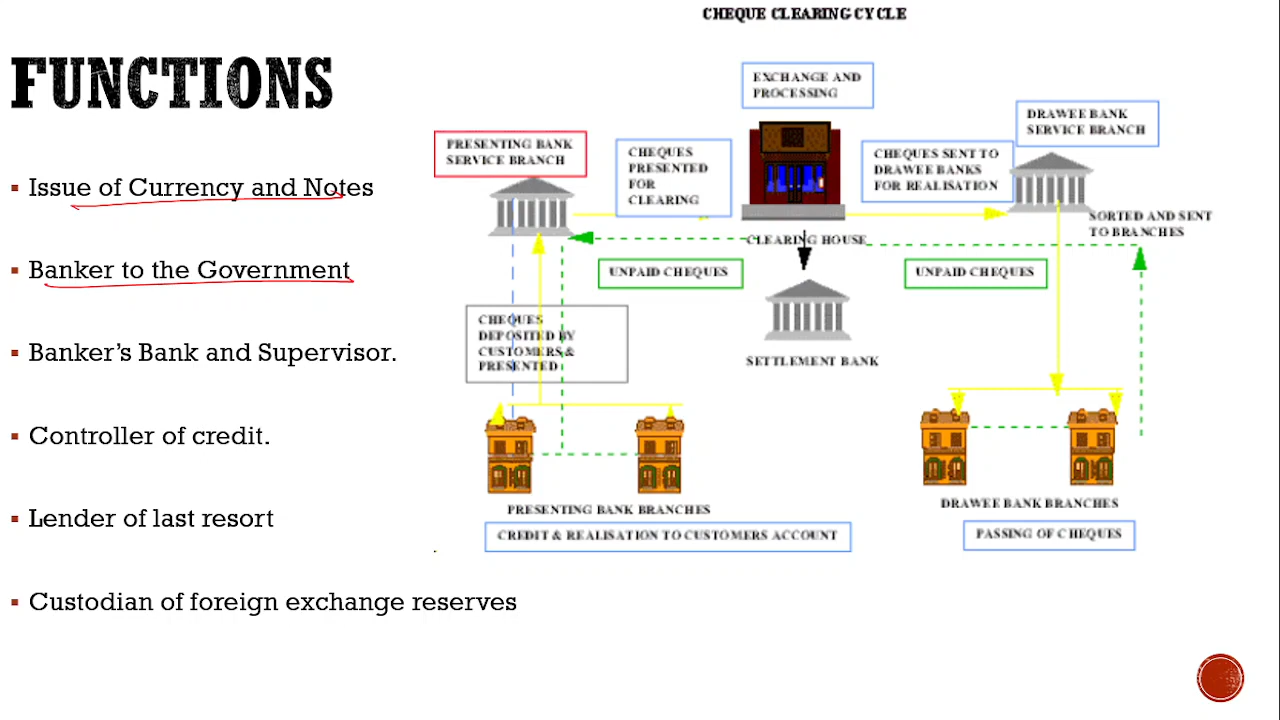 CHEQUE CLEARING CYCLE
FUNCTIONS
Issue of Currency and Notes
Banker to the Government
Banker’s Bank and Supervisor.
Controller of credit.
Lender of last resort
Custodian of foreign exchange reserves
EXCHANGE AND
PROCESSING
PRESENTING BANK
SERVICE BRANCH
CHEQUES
PRESENTED
FOR
CLEARING
CHEQUES SENT TO
DRAWEE BANKS
FOR REALISATION
DRAWEE BANK
SERVICE BRANCH
SORTED AND SENT
TO BRANCHES
CLEARING HOUSE
UNPAID CHEQUES
UNPAID CHEQUES
CHEQUES
DEPOSITED BY
CUSTOMERS &
PRESENTED
SETTLEMENT BANK
PRESENTING BANK BRANCHES
CREDIT & REALISATION TO CUSTOMERS ACCOUNT
DRAWEE BANK BRANCHES
PASSING OF CHEQUES